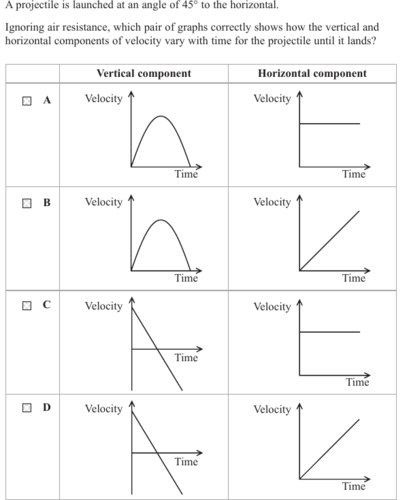 A projectile is launched at an angle of 45° to the horizontal.
Ignoring air resistance, which pair of graphs correctly shows how the vertical and
horizontal components of velocity vary with time for the projectile until it lands?
Vertical component Horizontal component
A Velocity Time Velocity Time
B Velocity Time Velocity Time
C Velocity Time Velocity Time
D Velocity Time Velocity Time